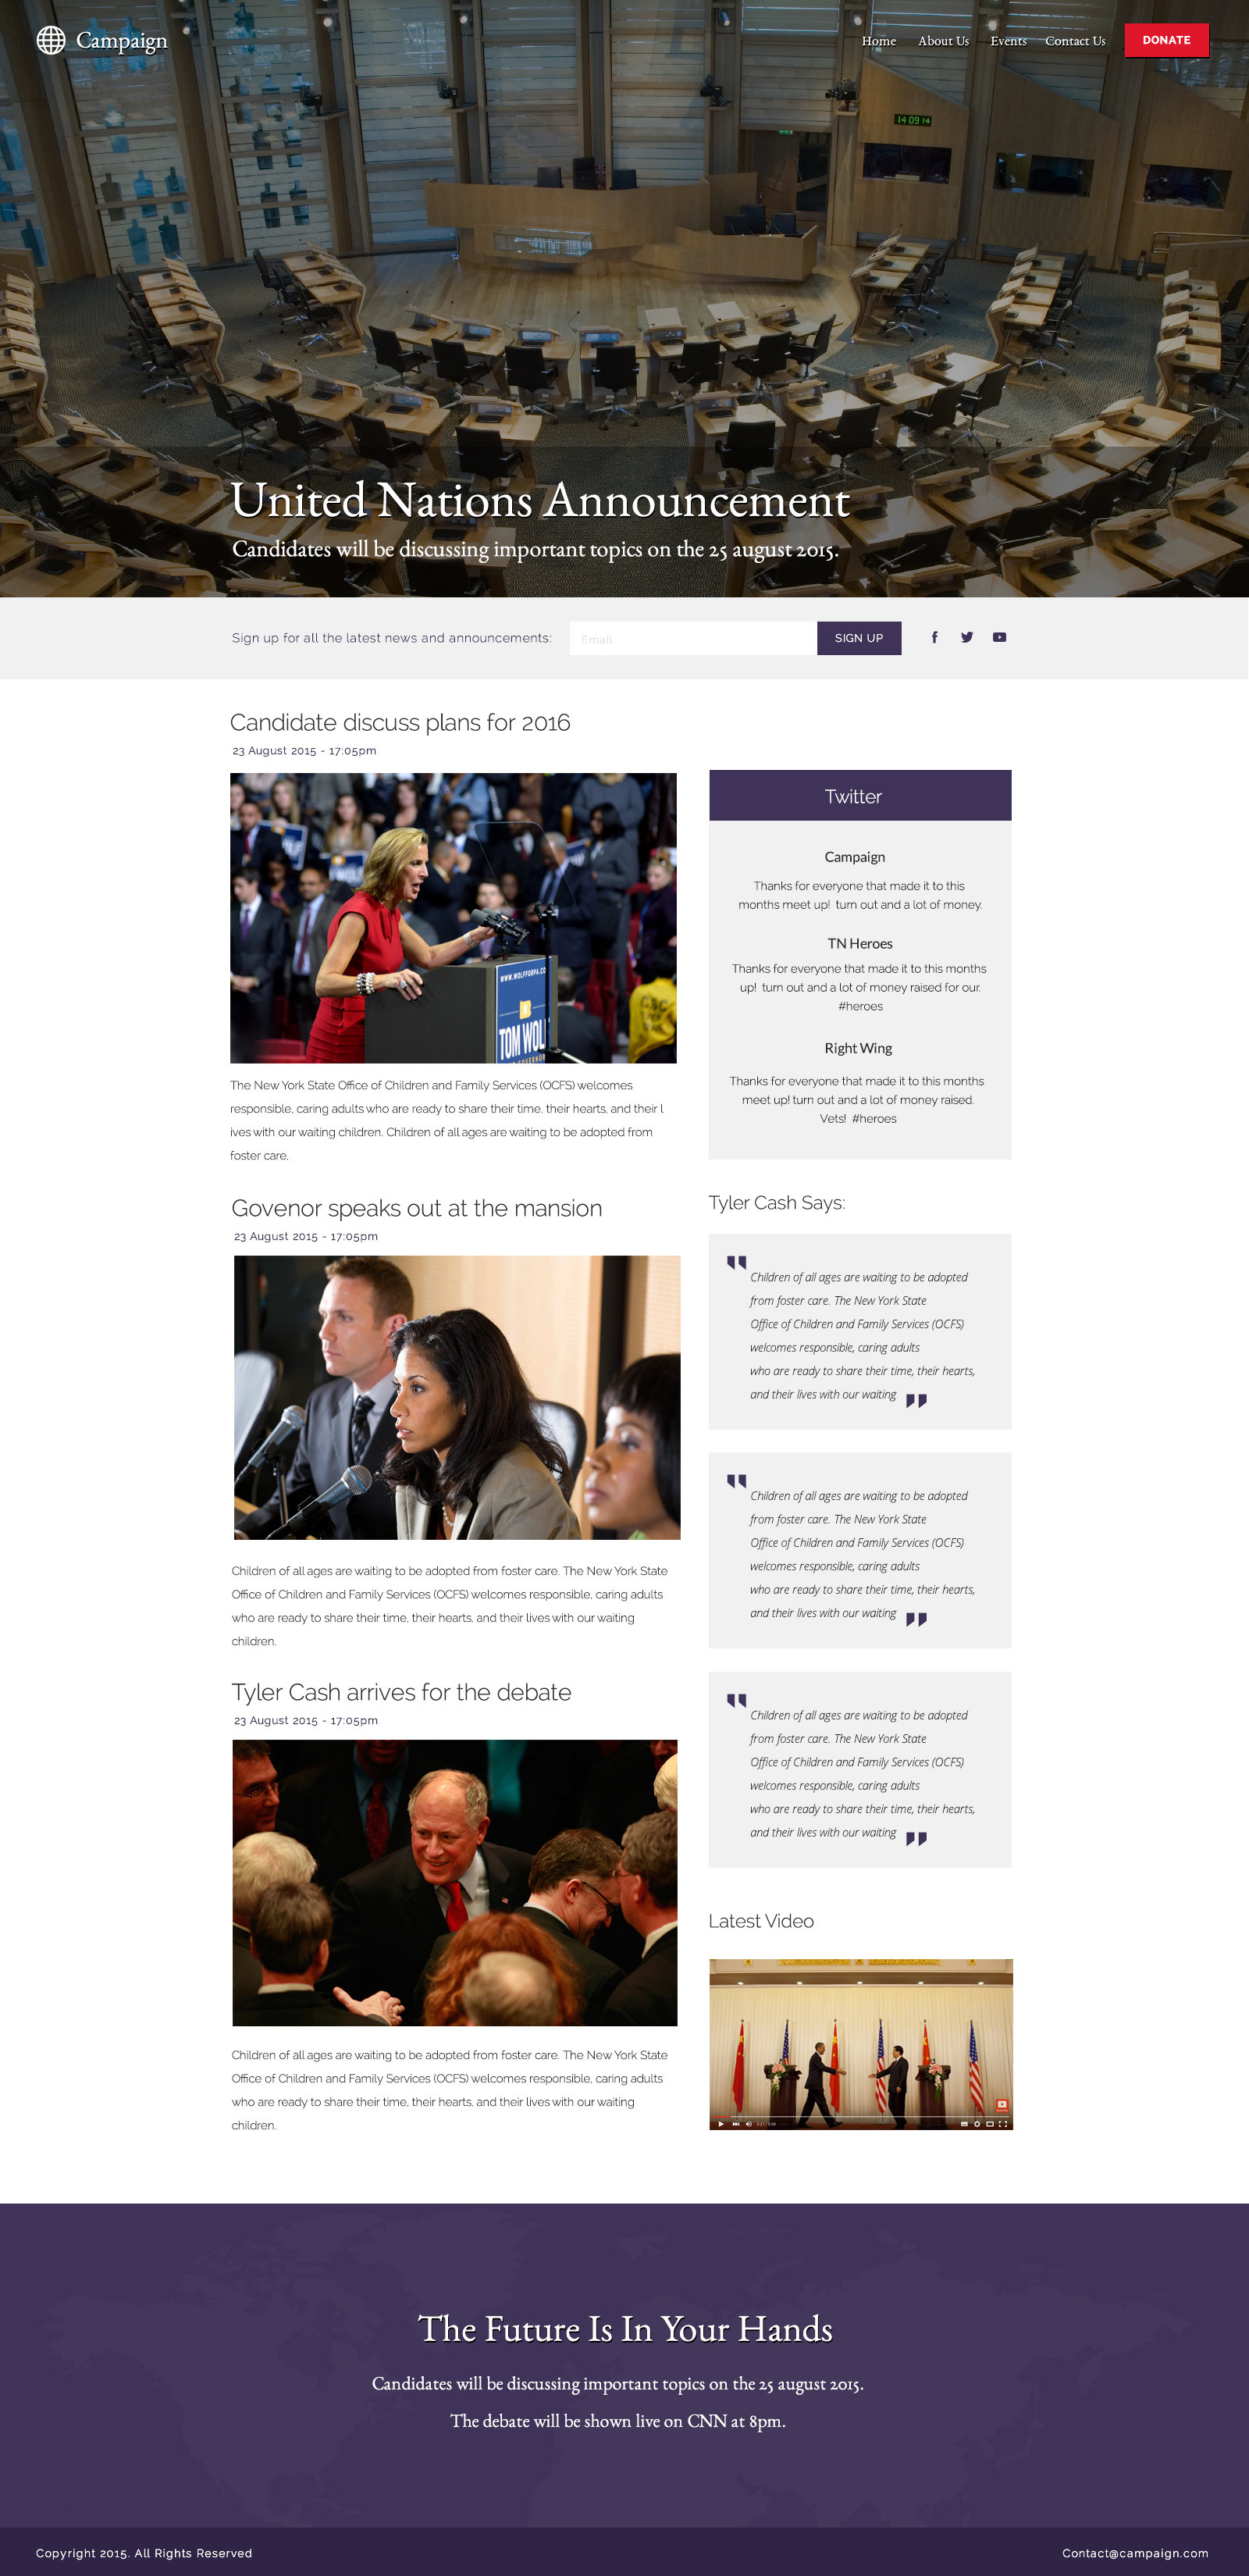 Campaign
Home About Us Events Contact Us DONATE
14 09 14
United Nations Announcement
Candidates will be discussing important topics on the 25 august 2015.
Sign up for all the latest news and announcements:
Email
SIGN UP
Candidate discuss plans for 2016
23 August 2015 - 17:05pm
WWW.WOLFFORPA.CO
TOM WOL
GOVERNOR
CSC
The New York State Office of Children and Family Services (OCFS) welcomes
responsible, caring adults who are ready to share their time, their hearts, and their l
ives with our waiting children. Children of all ages are waiting to be adopted from
foster care.
Govenor speaks out at the mansion
23 August 2015 - 17:05pm
Children of all ages are waiting to be adopted from foster care. The New York State
Office of Children and Family Services (OCFS) welcomes responsible, caring adults
who are ready to share their time, their hearts, and their lives with our waiting
children.
Tyler Cash arrives for the debate
23 August 2015 - 17:05pm
Children of all ages are waiting to be adopted from foster care. The New York State
Office of Children and Family Services (OCFS) welcomes responsible, caring adults
who are ready to share their time, their hearts, and their lives with our waiting
children.
Twitter
Campaign
Thanks for everyone that made it to this
months meet up! turn out and a lot of money.
TN Heroes
Thanks for everyone that made it to this months
up! turn out and a lot of money raised for our.
#heroes
Right Wing
Thanks for everyone that made it to this months
meet up! turn out and a lot of money raised.
Vets! #heroes
Tyler Cash Says:
Children of all ages are waiting to be adopted
from foster care. The New York State
Office of Children and Family Services (OCFS)
welcomes responsible, caring adults
who are ready to share their time, their hearts,
and their lives with our waiting
Children of all ages are waiting to be adopted
from foster care. The New York State
Office of Children and Family Services (OCFS)
welcomes responsible, caring adults
who are ready to share their time, their hearts,
and their lives with our waiting
Children of all ages are waiting to be adopted
from foster care. The New York State
Office of Children and Family Services (OCFS)
welcomes responsible, caring adults
who are ready to share their time, their hearts,
and their lives with our waiting
Latest Video
The Future Is In Your Hands
Candidates will be discussing important topics on the 25 august 2015.
The debate will be shown live on CNN at 8pm.
Copyright 2015. All Rights Reserved
Contact@campaign.com